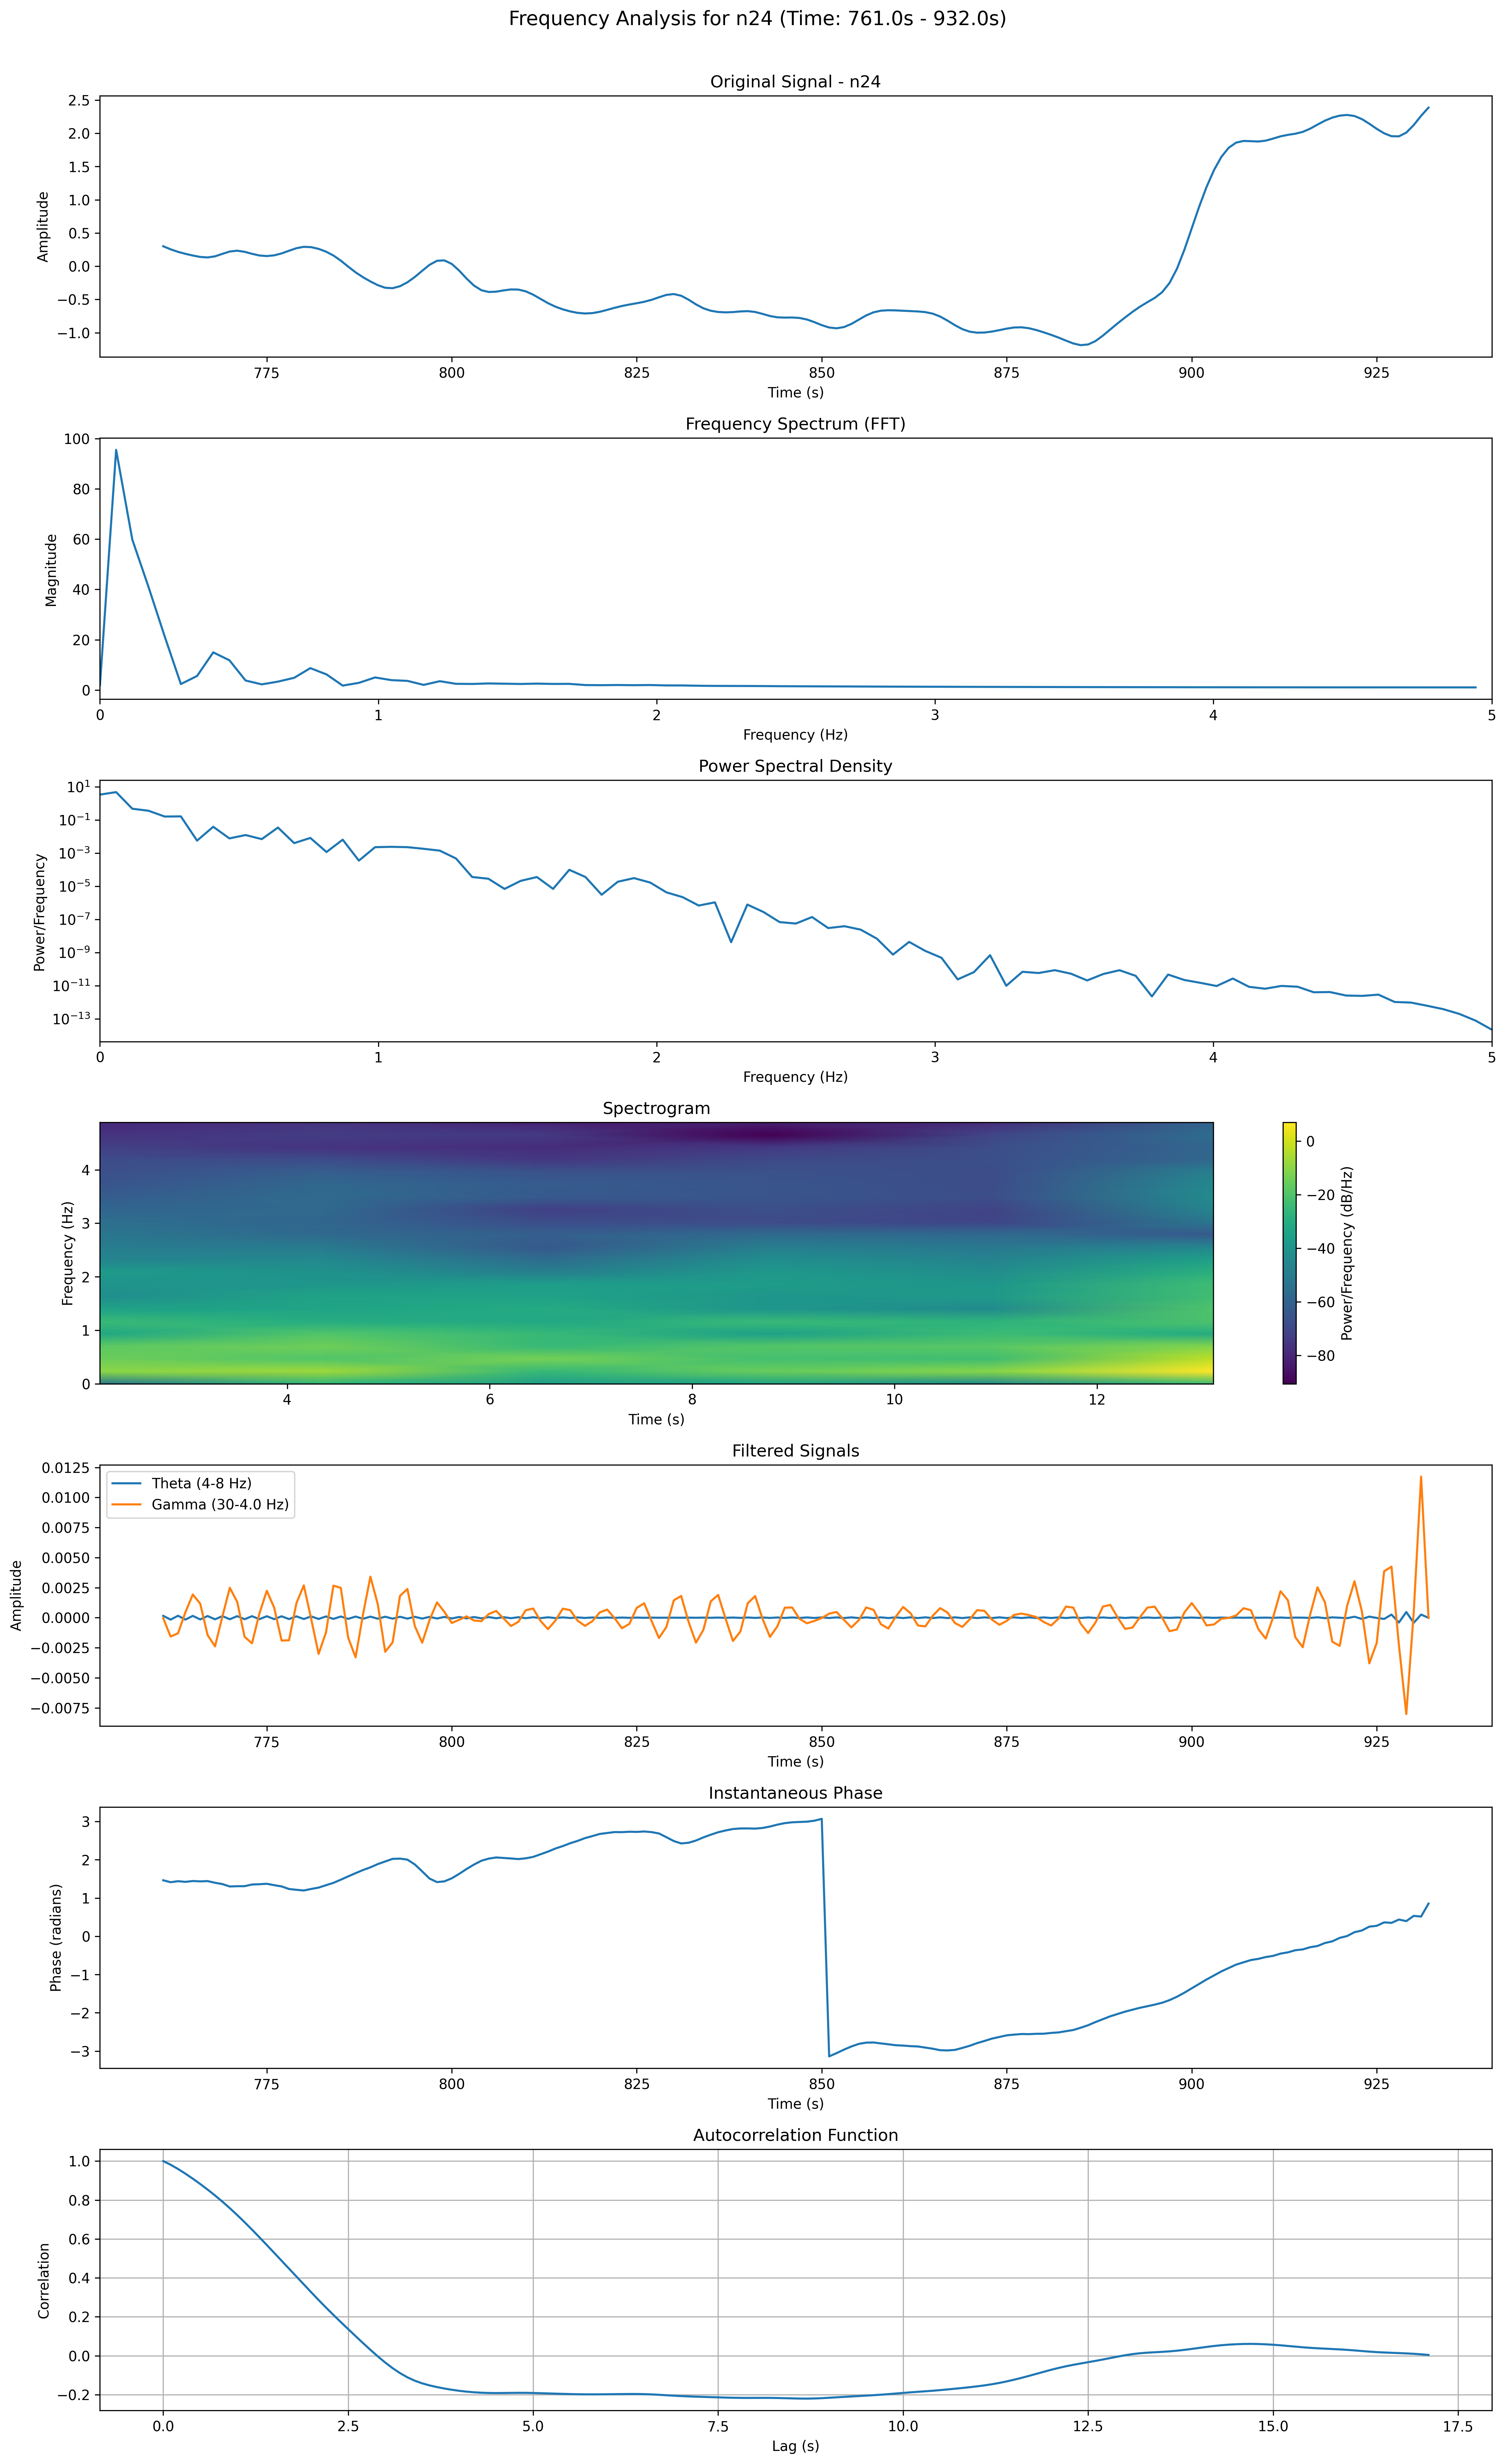 Frequency Analysis for n24 (Time: 761.0s - 932.0s)
Original Signal - n24
2.5
2.0
1.5
1.0
0.5
0.0
−0.5
−1.0
Amplitude
775 800 825 850 875 900 925
Time (s)
Frequency Spectrum (FFT)
100
80
60
40
20
0
Magnitude
0 1 2 3 4 5
Frequency (Hz)
Power Spectral Density
10¹
10⁻¹
10⁻³
10⁻⁵
10⁻⁷
10⁻⁹
10⁻¹¹
10⁻¹³
Power/Frequency
0 1 2 3 4 5
Frequency (Hz)
Spectrogram
4
3
2
1
0
Frequency (Hz)
4 6 8 10 12
Time (s)
0
−20
−40
−60
−80
Power/Frequency (dB/Hz)
Filtered Signals
Theta (4-8 Hz)
Gamma (30-4.0 Hz)
0.0125
0.0100
0.0075
0.0050
0.0025
0.0000
−0.0025
−0.0050
−0.0075
Amplitude
775 800 825 850 875 900 925
Time (s)
Instantaneous Phase
3
2
1
0
−1
−2
−3
Phase (radians)
775 800 825 850 875 900 925
Time (s)
Autocorrelation Function
1.0
0.8
0.6
0.4
0.2
0.0
−0.2
Correlation
0.0 2.5 5.0 7.5 10.0 12.5 15.0 17.5
Lag (s)